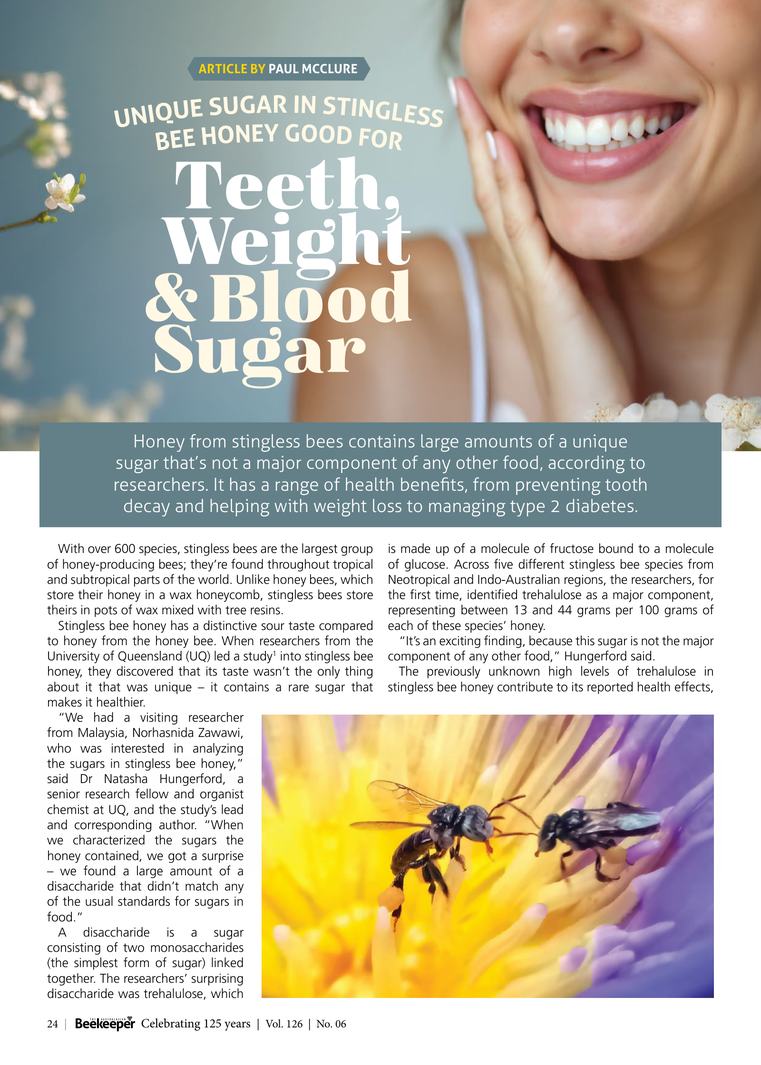 ARTICLE BY PAUL MCCLURE
UNIQUE SUGAR IN STINGLESS
BEE HONEY GOOD FOR
Teeth,
Weight
& Blood
Sugar
Honey from stingless bees contains large amounts of a unique
sugar that's not a major component of any other food, according to
researchers. It has a range of health benefits, from preventing tooth
decay and helping with weight loss to managing type 2 diabetes.
With over 600 species, stingless bees are the largest group
of honey-producing bees; they're found throughout tropical
and subtropical parts of the world. Unlike honey bees, which
store their honey in a wax honeycomb, stingless bees store
theirs in pots of wax mixed with tree resins.
Stingless bee honey has a distinctive sour taste compared
to honey from the honey bee. When researchers from the
University of Queensland (UQ) led a study¹ into stingless bee
honey, they discovered that its taste wasn't the only thing
about it that was unique – it contains a rare sugar that
makes it healthier.
"We had a visiting researcher
from Malaysia, Norhasnida Zawawi,
who was interested in analyzing
the sugars in stingless bee honey,"
said Dr Natasha Hungerford, a
senior research fellow and organist
chemist at UQ, and the study's lead
and corresponding author. "When
we characterized the sugars the
honey contained, we got a surprise
– we found a large amount of a
disaccharide that didn't match any
of the usual standards for sugars in
food."
A disaccharide is a sugar
consisting of two monosaccharides
(the simplest form of sugar) linked
together. The researchers' surprising
disaccharide was trehalulose, which
is made up of a molecule of fructose bound to a molecule
of glucose. Across five different stingless bee species from
Neotropical and Indo-Australian regions, the researchers, for
the first time, identified trehalulose as a major component,
representing between 13 and 44 grams per 100 grams of
each of these species' honey.
"It's an exciting finding, because this sugar is not the major
component of any other food," Hungerford said.
The previously unknown high levels of trehalulose in
stingless bee honey contribute to its reported health effects,
24 | Beekeeper Celebrating 125 years | Vol. 126 | No. 06